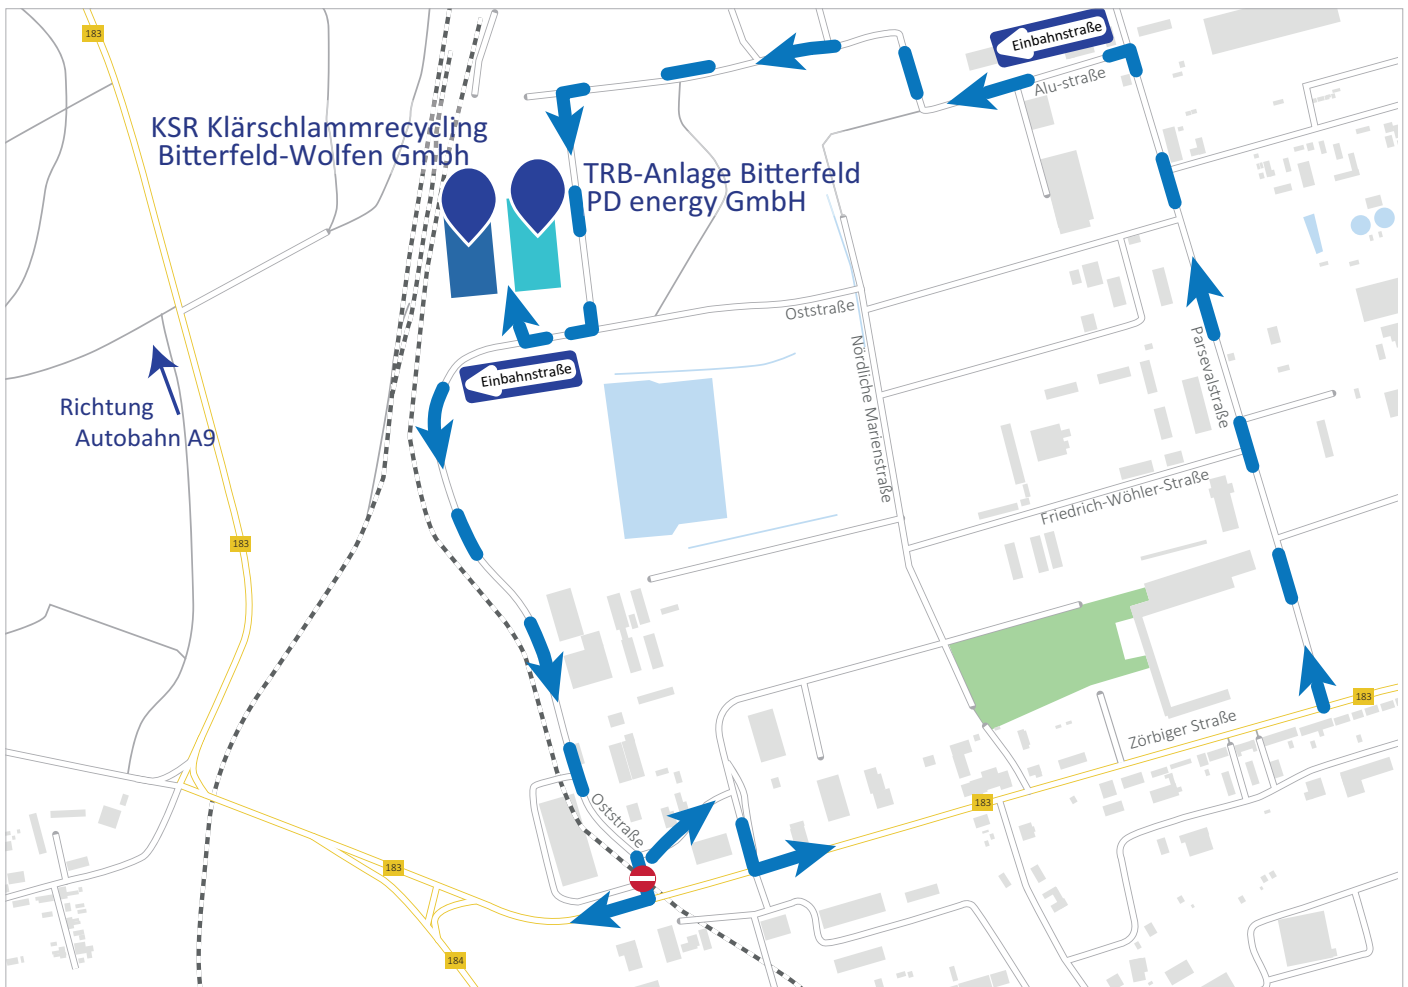 183
Einbahnstraße
Alu-straße
KSR Klärschlammrecycling
Bitterfeld-Wolfen Gmbh
TRB-Anlage Bitterfeld
PD energy GmbH
Oststraße
Nördliche Marienstraße
Parsevalstraße
Einbahnstraße
Richtung
Autobahn A9
Friedrich-Wöhler-Straße
183
183
Zörbiger Straße
183
Oststraße
183
184